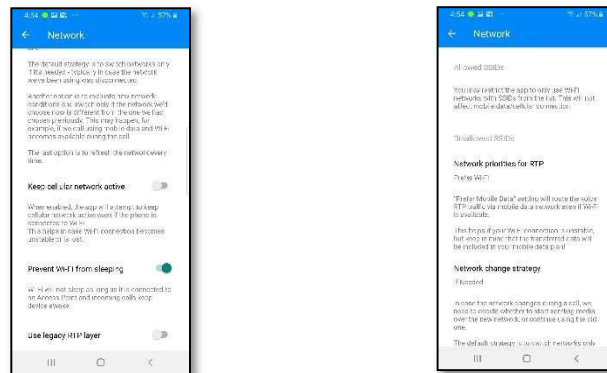 4:54
57%
Network
The default strategy is to switch networks only
if it's needed - typically in case the network
we've been using was disconnected.
Another option is to evaluate new network
conditions and switch only if the network we'd
choose now is different from the one we had
chosen previously. This may happen, for
example, if we call using mobile data and Wi-Fi
becomes available during the call.
The last option is to refresh the network every
time.
Keep cellular network active
When enabled, the app will attempt to keep
cellular network active even if the phone is
connected to Wi-Fi.
This helps in case Wi-Fi connection becomes
unstable or is lost.
Prevent Wi-Fi from sleeping
Wi-Fi will not sleep as long as it is connected to
an Access Point and incoming calls keep
device awake.
Use legacy RTP layer
4:54
57%
Network
Allowed SSIDs
You may restrict the app to only use WiFi
networks with SSIDs from the list. This will not
affect mobile data/cellular connection.
Disallowed SSIDs
Network priorities for RTP
Prefer Wi-Fi
"Prefer Mobile Data" setting will route the voice
RTP traffic via mobile data network even if Wi-Fi
is available.
This helps if your Wi-Fi connection is unstable,
but keep in mind that the transferred data will
be included in your mobile data plan!
Network change strategy
If Needed
In case the network changes during a call, we
need to decide whether to start sending media
over the new network, or continue using the old
one.
The default strategy is to switch networks only